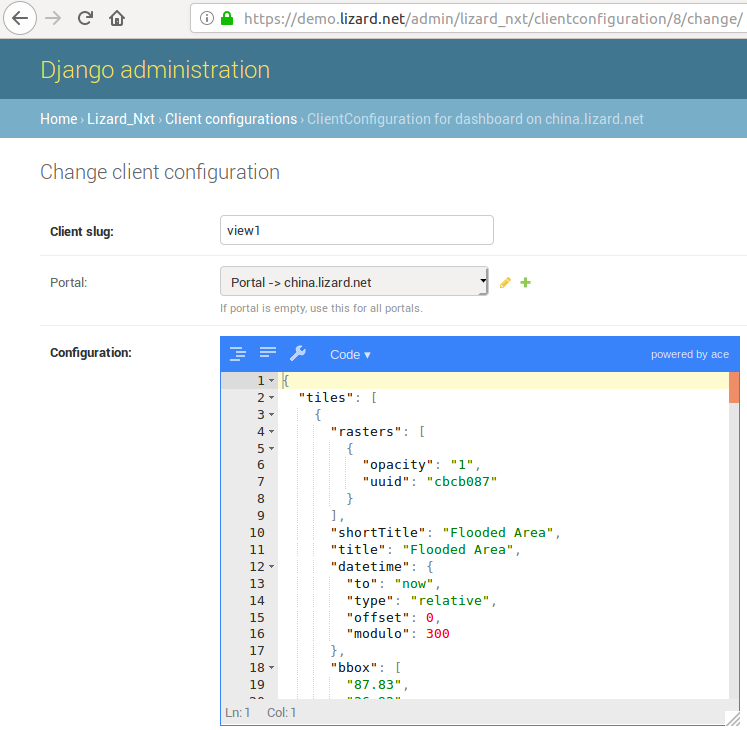 https://demo.lizard.net/admin/lizard_nxt/clientconfiguration/8/change/
Django administration
Home › Lizard_Nxt › Client configurations › ClientConfiguration for dashboard on china.lizard.net
Change client configuration
Client slug: view1
Portal: Portal -> china.lizard.net
If portal is empty, use this for all portals.
Configuration: Code ▾ powered by ace
1 {
2 "tiles": [
3 {
4 "rasters": [
5 {
6 "opacity": "1",
7 "uuid": "cbcb087"
8 }
9 ],
10 "shortTitle": "Flooded Area",
11 "title": "Flooded Area",
12 "datetime": {
13 "to": "now",
14 "type": "relative",
15 "offset": 0,
16 "modulo": 300
17 },
18 "bbox": [
19 "87.83",
Ln:1 Col:1